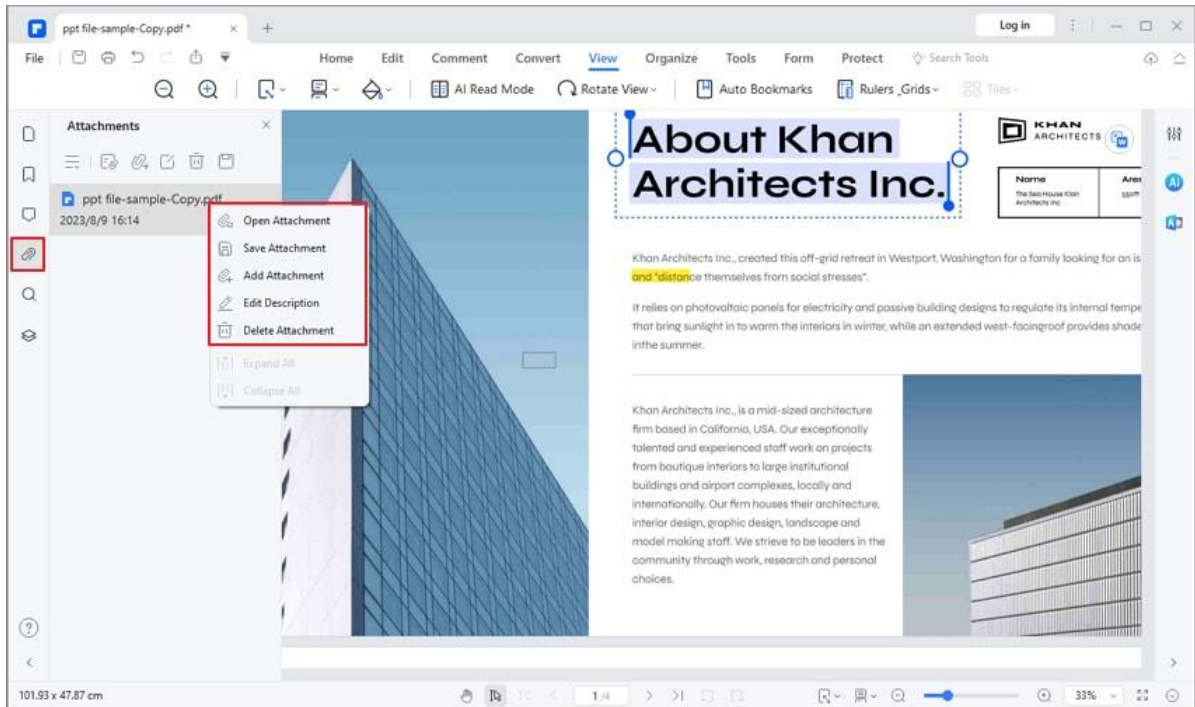 ppt file-sample-Copy.pdf *
Log in
File
Home Edit Comment Convert View Organize Tools Form Protect Search Tools
AI Read Mode Rotate View Auto Bookmarks Rulers _Grids Tiles
Attachments
ppt file-sample-Copy.pdf
2023/8/9 16:14
Open Attachment
Save Attachment
Add Attachment
Edit Description
Delete Attachment
Expand All
Collapse All
About Khan
Architects Inc.
KHAN
ARCHITECTS
Name
The Sea House Klan
Architects Inc
Khan Architects Inc., created this off-grid retreat in Westport, Washington for a family looking for an is
and "distance themselves from social stresses".
It relies on photovoltaic panels for electricity and passive building designs to regulate its internal tempe
that bring sunlight in to warm the interiors in winter, while an extended west-facingroof provides shade
inthe summer.
Khan Architects Inc., is a mid-sized architecture
firm based in California, USA. Our exceptionally
talented and experienced staff work on projects
from boutique interiors to large institutional
buildings and airport complexes, locally and
internationally. Our firm houses their architecture,
interior design, graphic design, landscape and
model making staff. We strieve to be leaders in the
community through work, research and personal
choices.
101.93 x 47.87 cm
1 /4
33%